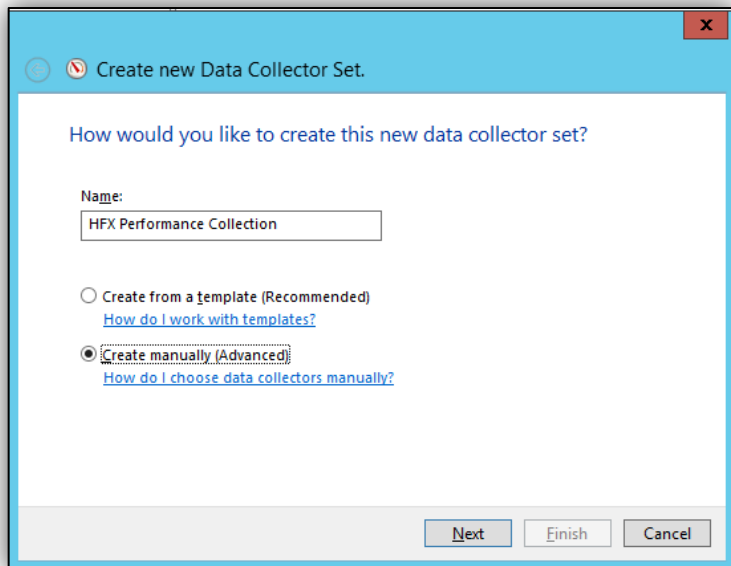 x
Create new Data Collector Set.
How would you like to create this new data collector set?
Name:
HFX Performance Collection
Create from a template (Recommended)
How do I work with templates?
Create manually (Advanced)
How do I choose data collectors manually?
Next Finish Cancel